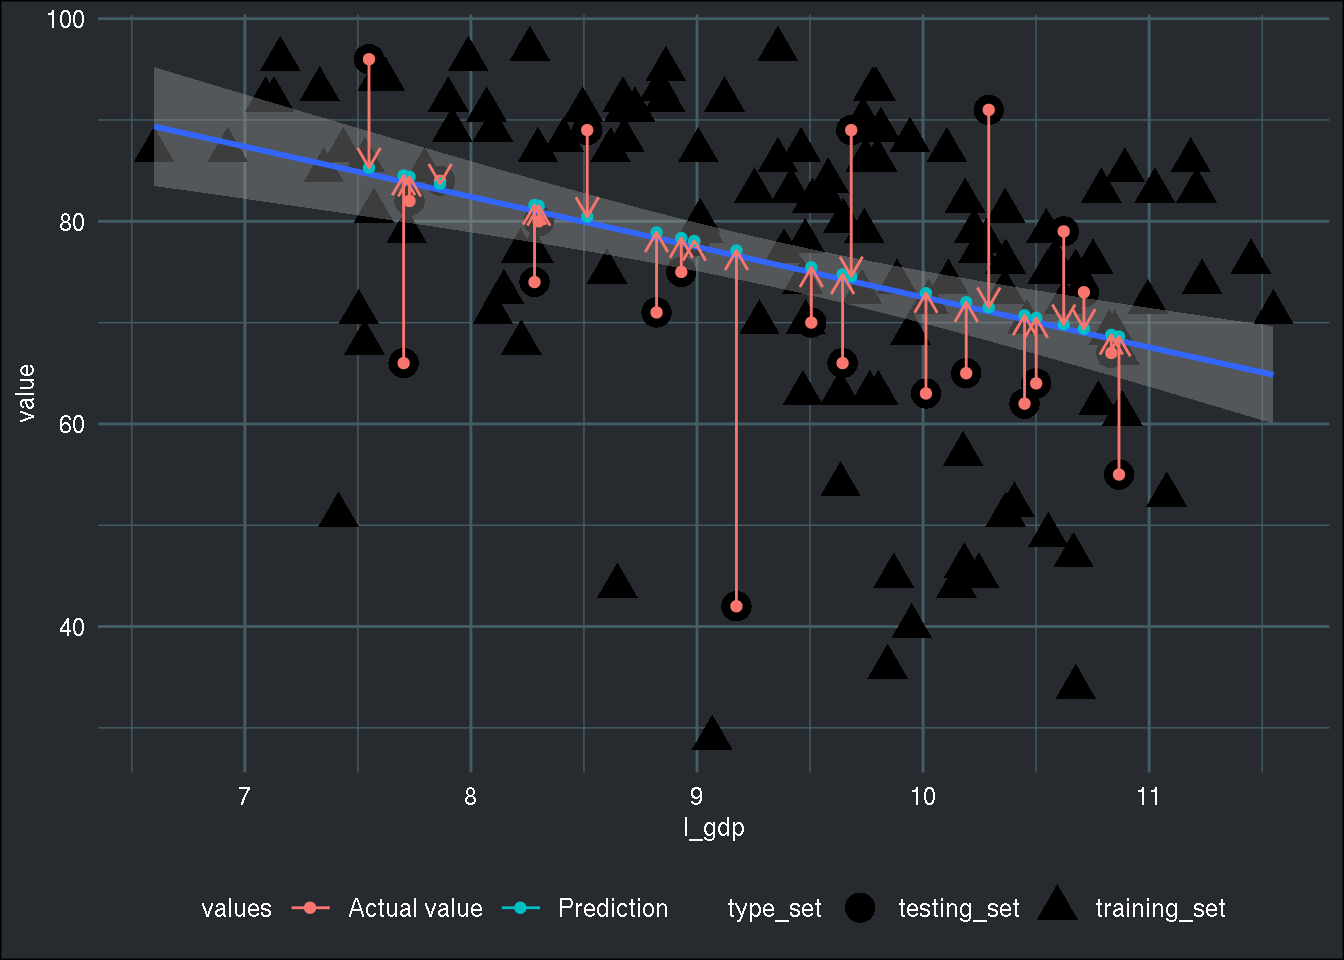 100
80
60
40
value
7 8 9 10 11
l_gdp
values Actual value Prediction type_set testing_set training_set